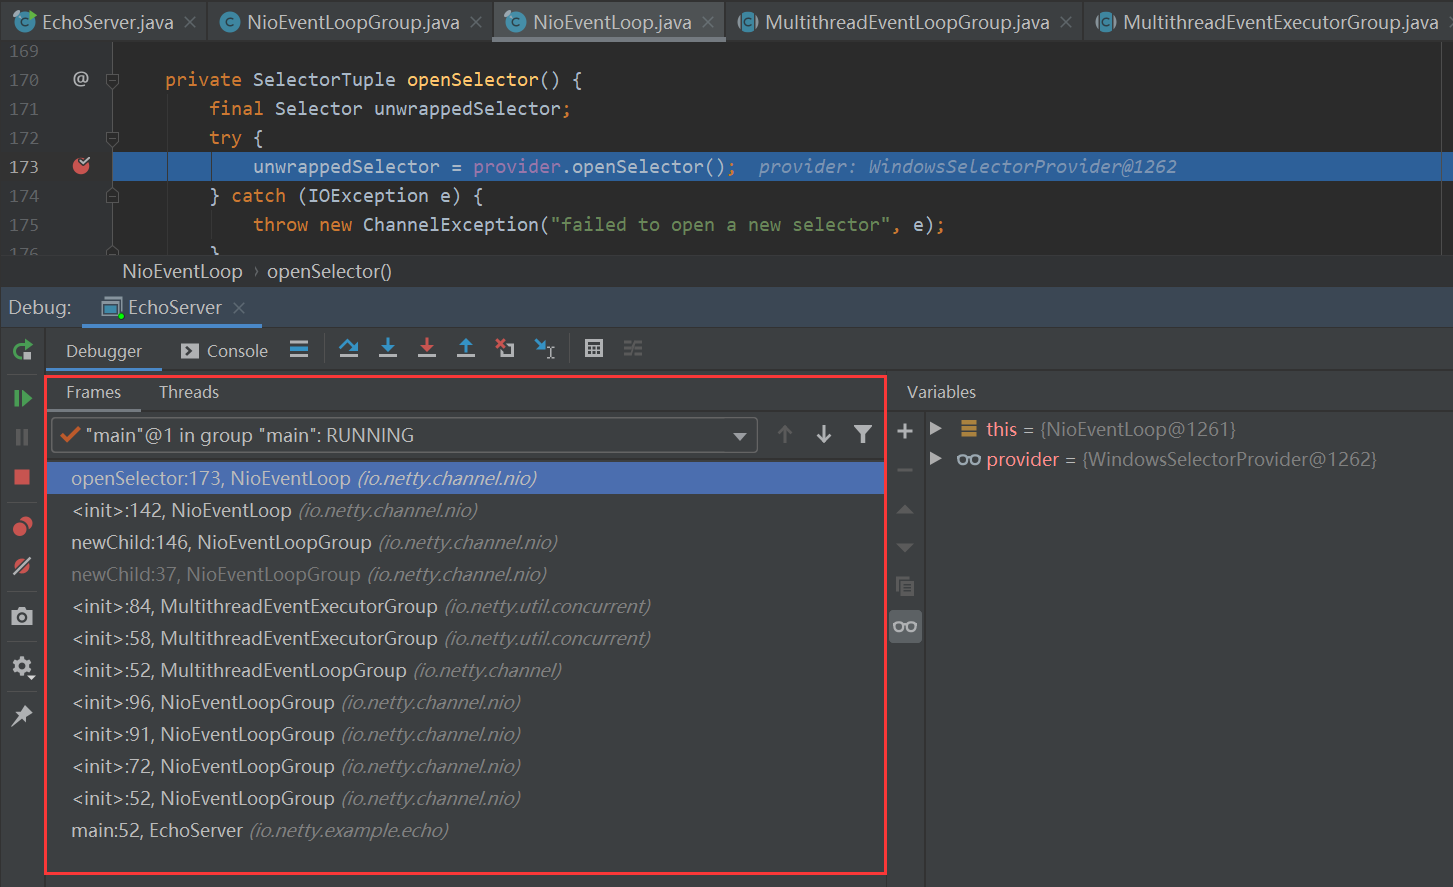 EchoServer.java NioEventLoopGroup.java NioEventLoop.java MultithreadEventLoopGroup.java MultithreadEventExecutorGroup.java
169
170 @ private SelectorTuple openSelector() {
171 final Selector unwrappedSelector;
172 try {
173 unwrappedSelector = provider.openSelector(); provider: WindowsSelectorProvider@1262
174 } catch (IOException e) {
175 throw new ChannelException("failed to open a new selector", e);
176 }
NioEventLoop › openSelector()
Debug: EchoServer
Debugger Console
Frames Threads Variables
"main"@1 in group "main": RUNNING
this = {NioEventLoop@1261}
provider = {WindowsSelectorProvider@1262}
openSelector:173, NioEventLoop (io.netty.channel.nio)
<init>:142, NioEventLoop (io.netty.channel.nio)
newChild:146, NioEventLoopGroup (io.netty.channel.nio)
newChild:37, NioEventLoopGroup (io.netty.channel.nio)
<init>:84, MultithreadEventExecutorGroup (io.netty.util.concurrent)
<init>:58, MultithreadEventExecutorGroup (io.netty.util.concurrent)
<init>:52, MultithreadEventLoopGroup (io.netty.channel)
<init>:96, NioEventLoopGroup (io.netty.channel.nio)
<init>:91, NioEventLoopGroup (io.netty.channel.nio)
<init>:72, NioEventLoopGroup (io.netty.channel.nio)
<init>:52, NioEventLoopGroup (io.netty.channel.nio)
main:52, EchoServer (io.netty.example.echo)